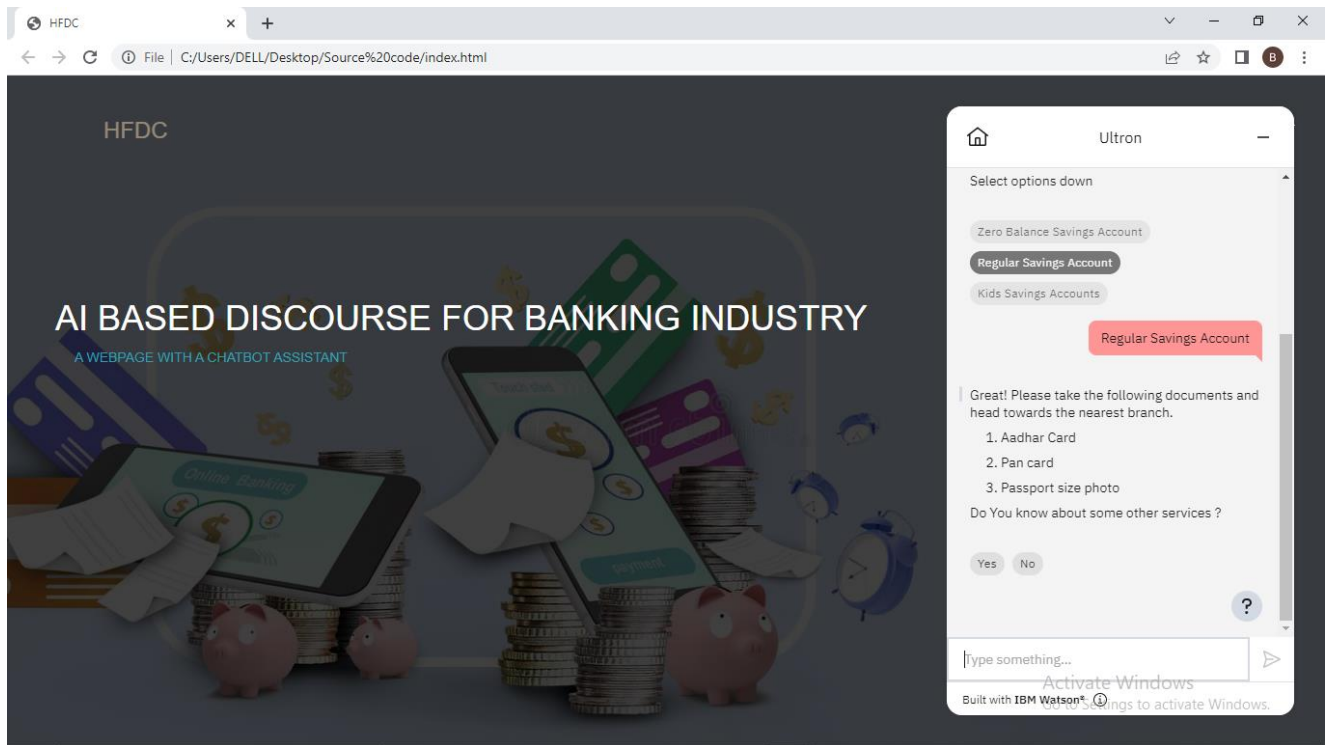 HFDC
File
C:/Users/DELL/Desktop/Source%20code/index.html
B
HFDC
AI BASED DISCOURSE FOR BANKING INDUSTRY
A WEBPAGE WITH A CHATBOT ASSISTANT
Online Banking
payment
Ultron
Select options down
Zero Balance Savings Account
Regular Savings Account
Kids Savings Accounts
Regular Savings Account
Great! Please take the following documents and
head towards the nearest branch.
1. Aadhar Card
2. Pan card
3. Passport size photo
Do You know about some other services ?
Yes No
?
Type something...
Activate Windows
Built with IBM Watson®
Go to Settings to activate Windows.